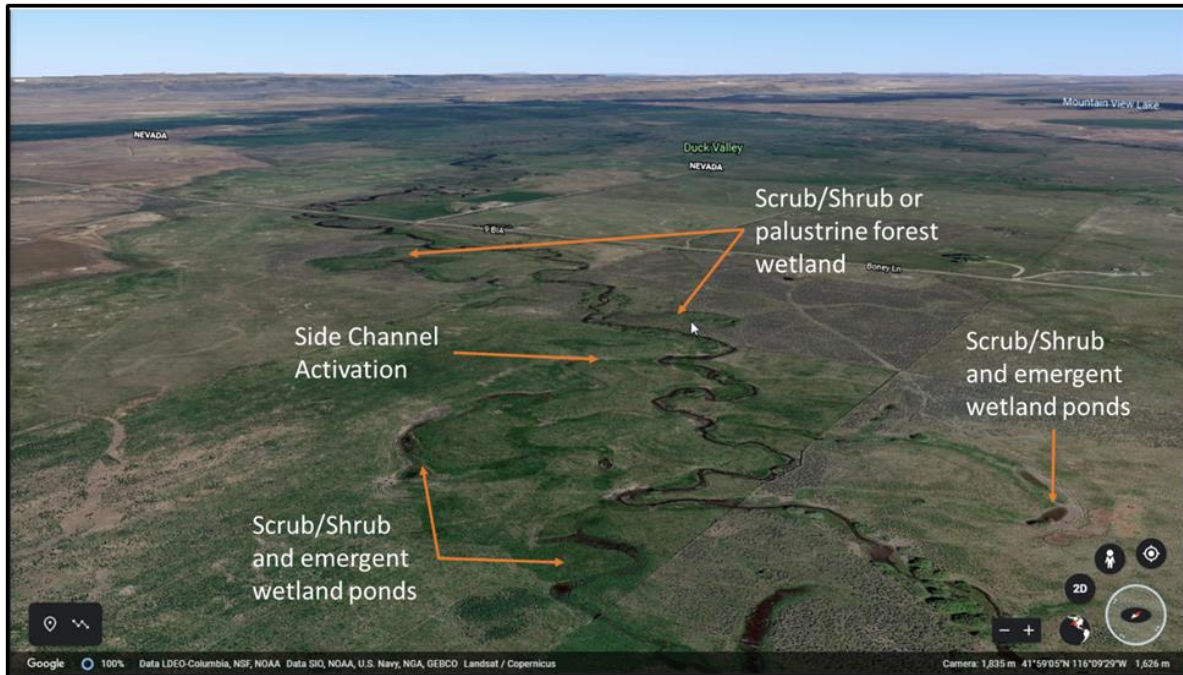 Mountain View Lake
NEVADA
Duck Valley
NEVADA
Scrub/Shrub or
palustrine forest
wetland
9 BIA
Boney Ln
Side Channel
Activation
Scrub/Shrub
and emergent
wetland ponds
Scrub/Shrub
and emergent
wetland ponds
2D
Google 100% Data LDEO-Columbia, NSF, NOAA Data SIO, NOAA, U.S. Navy, NGA, GEBCO Landsat / Copernicus Camera: 1,835 m 41°59'05"N 116°09'29"W 1,626 m